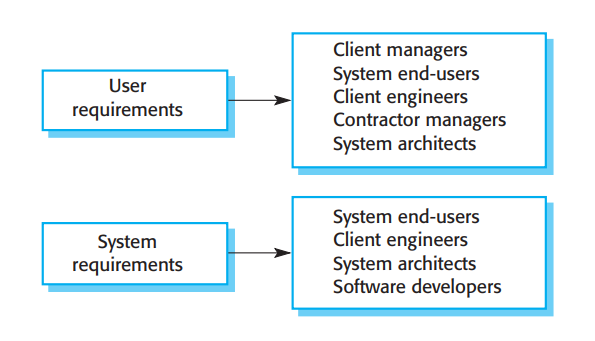 User
requirements
Client managers
System end-users
Client engineers
Contractor managers
System architects
System
requirements
System end-users
Client engineers
System architects
Software developers